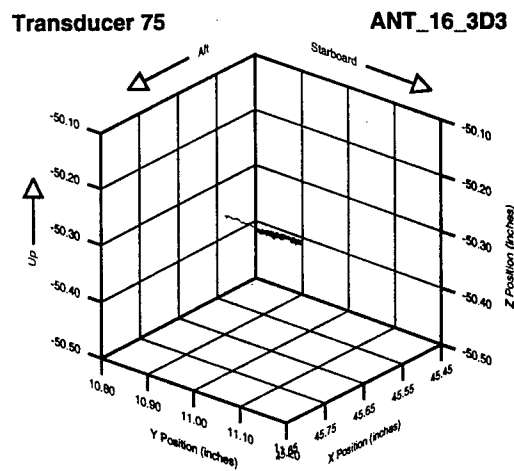 Transducer 75
ANT_16_3D3
Aft
Starboard
-50.10
-50.20
-50.30
-50.40
-50.50
Up
-50.10
-50.20
-50.30
-50.40
-50.50
Z Position (inches)
10.80
10.90
11.00
11.10
Y Position (inches)
45.75
45.65
45.55
45.45
X Position (inches)